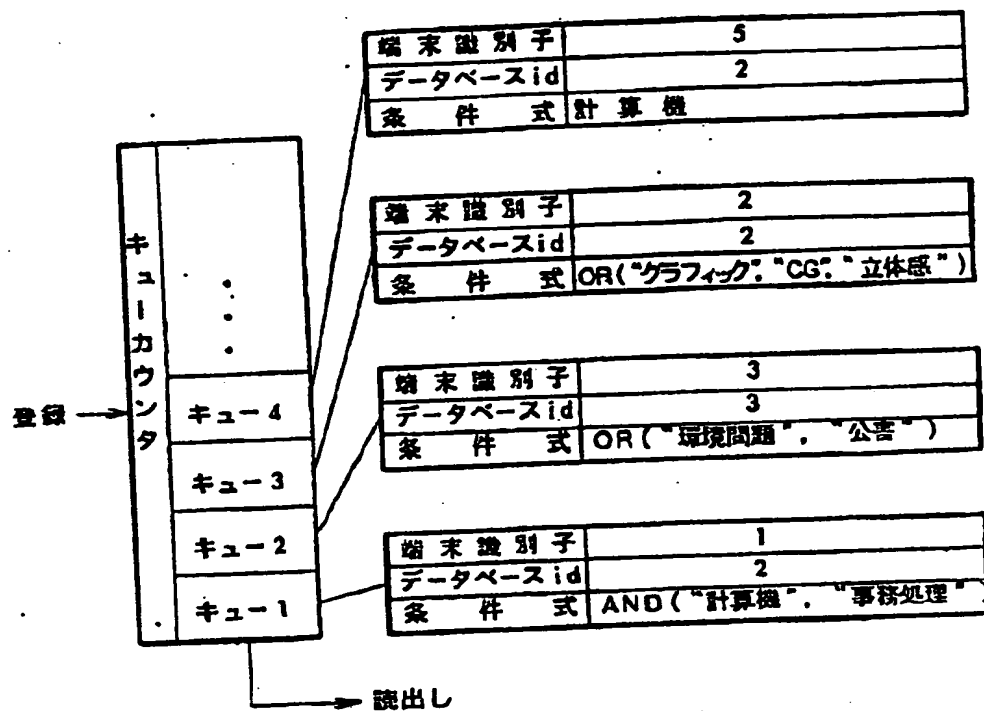 端末識別子 5
データベースid 2
条件式 計算機
端末識別子 2
データベースid 2
条件式 OR("グラフィック", "CG", "立体感")
キューカウンタ
端末識別子 3
データベースid 3
条件式 OR("環境問題", "公害")
登録
キュー4
キュー3
キュー2
キュー1
端末識別子 1
データベースid 2
条件式 AND("計算機", "事務処理")
読出し